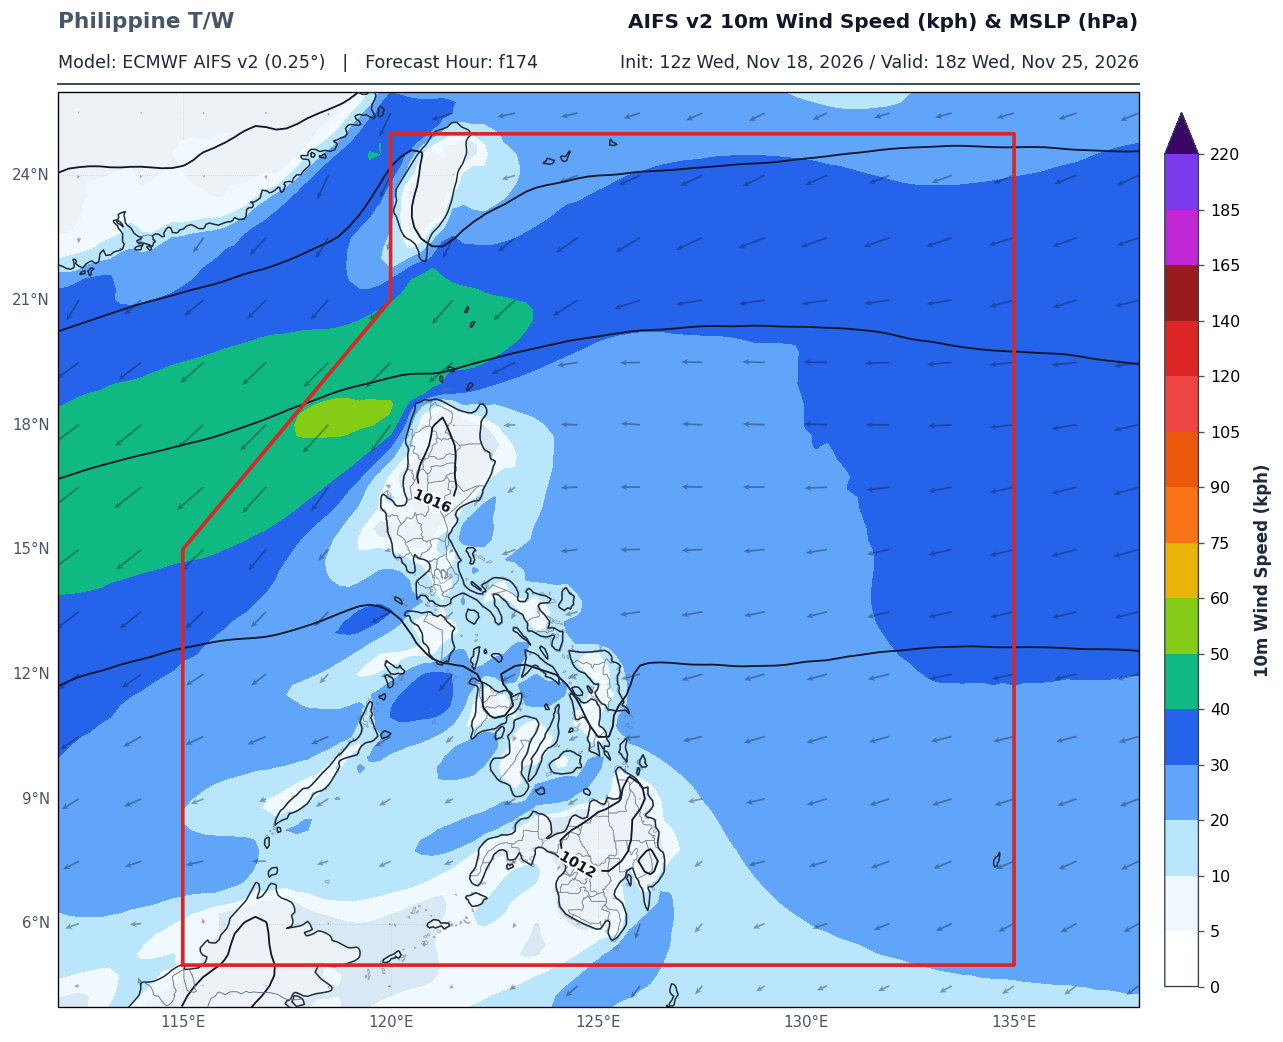 Philippine T/W
AIFS v2 10m Wind Speed (kph) & MSLP (hPa)
Model: ECMWF AIFS v2 (0.25°)   |   Forecast Hour: f174
Init: 12z Wed, Nov 18, 2026 / Valid: 18z Wed, Nov 25, 2026
24°N
21°N
18°N
15°N
12°N
9°N
6°N
115°E
120°E
125°E
130°E
135°E
1016
1012
220
185
165
140
120
105
90
75
60
50
40
30
20
10
5
0
10m Wind Speed (kph)